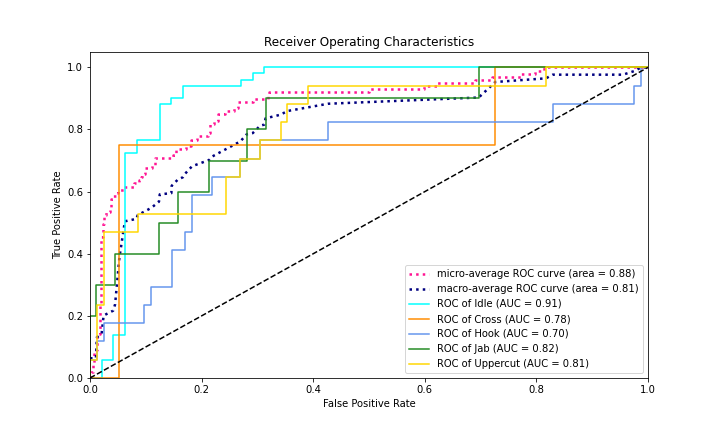 Receiver Operating Characteristics
True Positive Rate
1.0
0.8
0.6
0.4
0.2
0.0
micro-average ROC curve (area = 0.88)
macro-average ROC curve (area = 0.81)
ROC of Idle (AUC = 0.91)
ROC of Cross (AUC = 0.78)
ROC of Hook (AUC = 0.70)
ROC of Jab (AUC = 0.82)
ROC of Uppercut (AUC = 0.81)
0.0 0.2 0.4 0.6 0.8 1.0
False Positive Rate